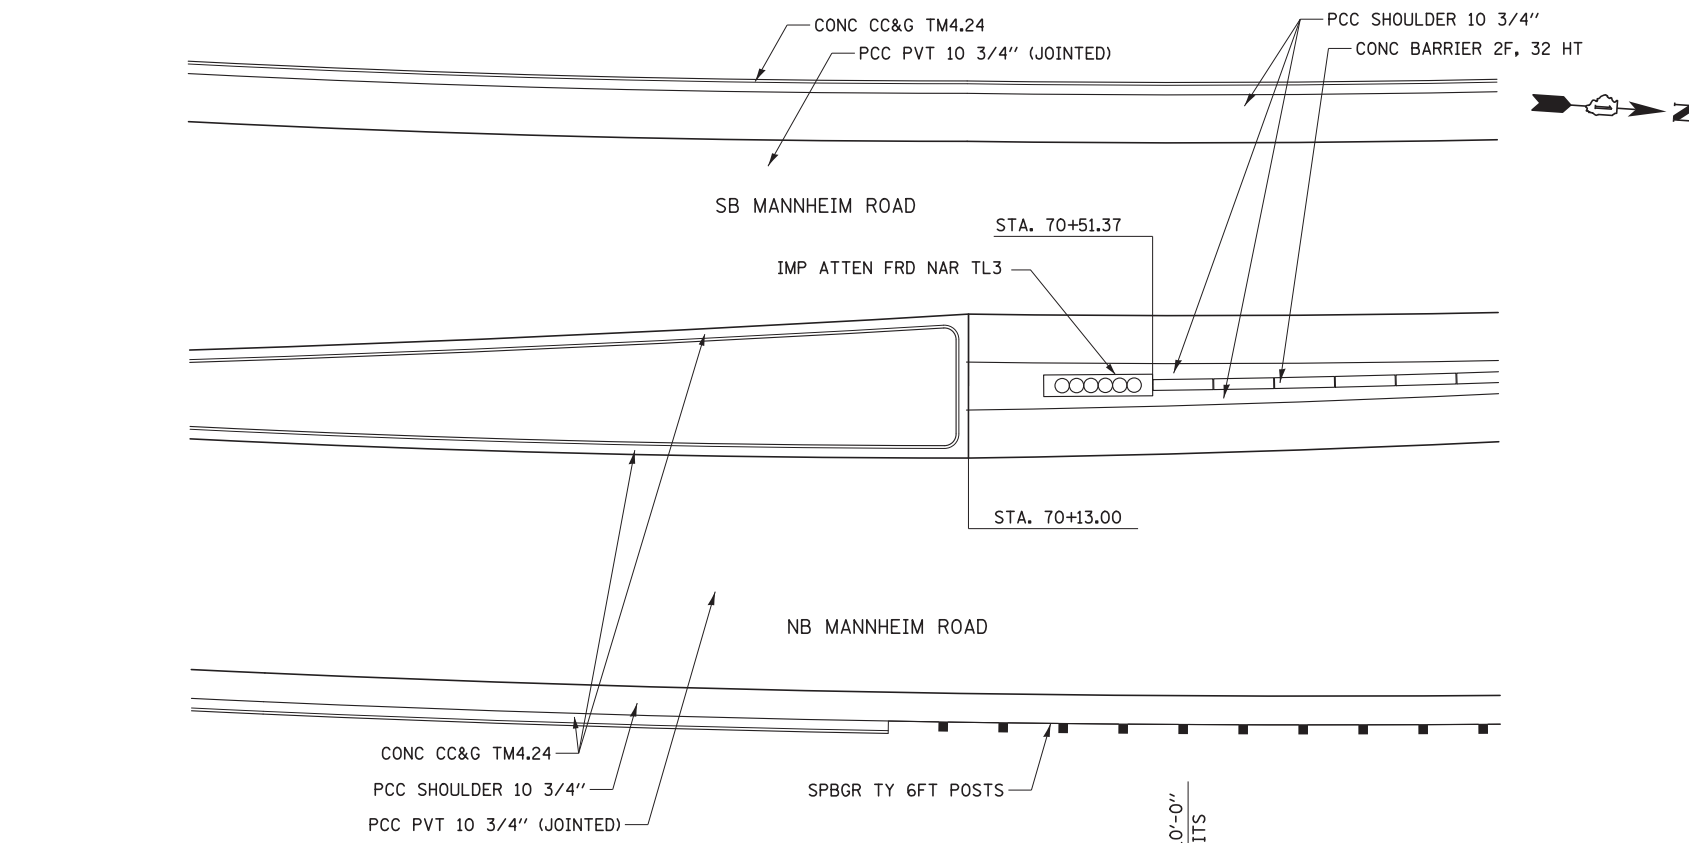 CONC CC&G TM4.24
PCC SHOULDER 10 3/4"
PCC PVT 10 3/4" (JOINTED)
CONC BARRIER 2F, 32 HT
N
SB MANNHEIM ROAD
STA. 70+51.37
IMP ATTEN FRD NAR TL3
STA. 70+13.00
NB MANNHEIM ROAD
CONC CC&G TM4.24
PCC SHOULDER 10 3/4"
SPBGR TY 6FT POSTS
PCC PVT 10 3/4" (JOINTED)
0'-0"
ITS